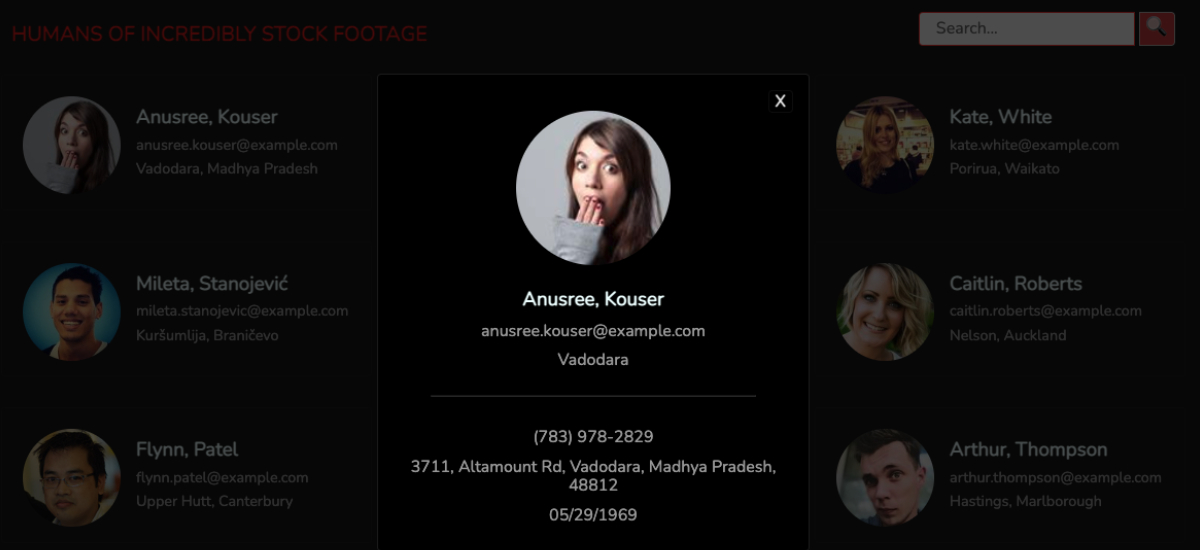 HUMANS OF INCREDIBLY STOCK FOOTAGE
Search...
Anusree, Kouser
anusree.kouser@example.com
Vadodara, Madhya Pradesh
Mileta, Stanojević
mileta.stanojevic@example.com
Kuršumlija, Braničevo
Flynn, Patel
flynn.patel@example.com
Upper Hutt, Canterbury
X
Anusree, Kouser
anusree.kouser@example.com
Vadodara
(783) 978-2829
3711, Altamount Rd, Vadodara, Madhya Pradesh,
48812
05/29/1969
Kate, White
kate.white@example.com
Porirua, Waikato
Caitlin, Roberts
caitlin.roberts@example.com
Nelson, Auckland
Arthur, Thompson
arthur.thompson@example.com
Hastings, Marlborough